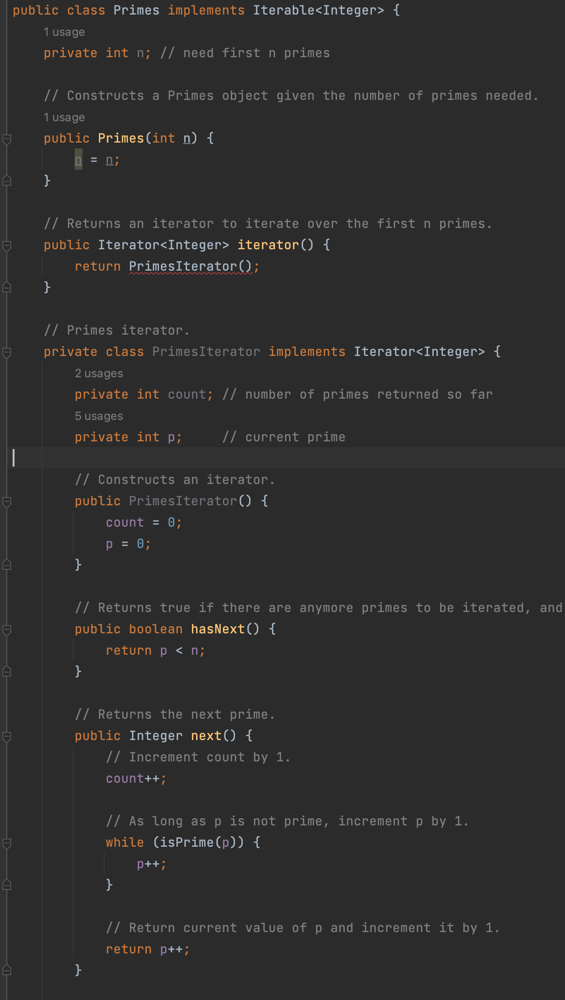 public class Primes implements Iterable<Integer> {
1 usage
private int n; // need first n primes
// Constructs a Primes object given the number of primes needed.
1 usage
public Primes(int n) {
n = n;
}
// Returns an iterator to iterate over the first n primes.
public Iterator<Integer> iterator() {
return PrimesIterator();
}
// Primes iterator.
private class PrimesIterator implements Iterator<Integer> {
2 usages
private int count; // number of primes returned so far
5 usages
private int p;     // current prime
// Constructs an iterator.
public PrimesIterator() {
count = 0;
p = 0;
}
// Returns true if there are anymore primes to be iterated, and
public boolean hasNext() {
return p < n;
}
// Returns the next prime.
public Integer next() {
// Increment count by 1.
count++;
// As long as p is not prime, increment p by 1.
while (isPrime(p)) {
p++;
}
// Return current value of p and increment it by 1.
return p++;
}